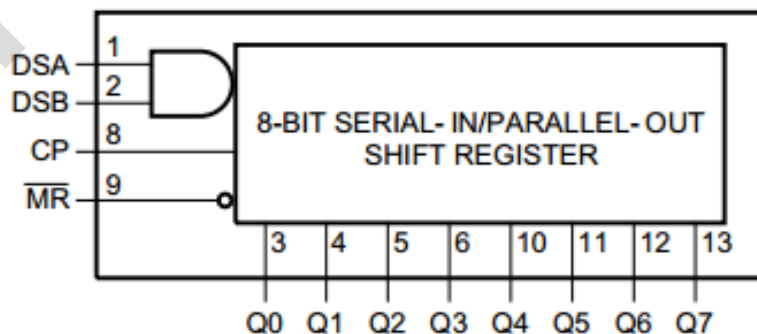 DSA 1
DSB 2
CP 8
M̅R̅ 9
8-BIT SERIAL- IN/PARALLEL- OUT
SHIFT REGISTER
3 4 5 6 10 11 12 13
Q0 Q1 Q2 Q3 Q4 Q5 Q6 Q7